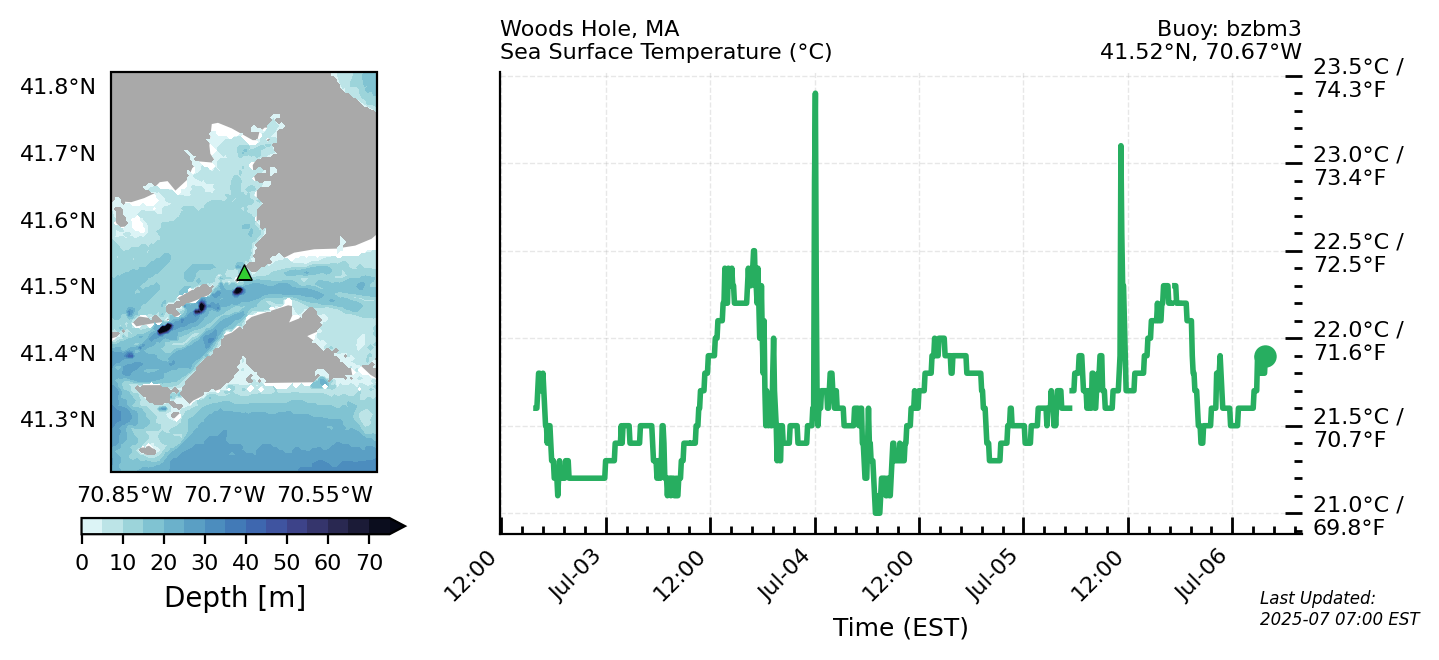 Woods Hole, MA
Sea Surface Temperature (°C)
Buoy: bzbm3
41.52°N, 70.67°W
41.8°N
41.7°N
41.6°N
41.5°N
41.4°N
41.3°N
70.85°W 70.7°W 70.55°W
0 10 20 30 40 50 60 70
Depth [m]
23.5°C /
74.3°F
23.0°C /
73.4°F
22.5°C /
72.5°F
22.0°C /
71.6°F
21.5°C /
70.7°F
21.0°C /
69.8°F
12:00
Jul-03
12:00
Jul-04
12:00
Jul-05
12:00
Jul-06
Time (EST)
Last Updated:
2025-07 07:00 EST